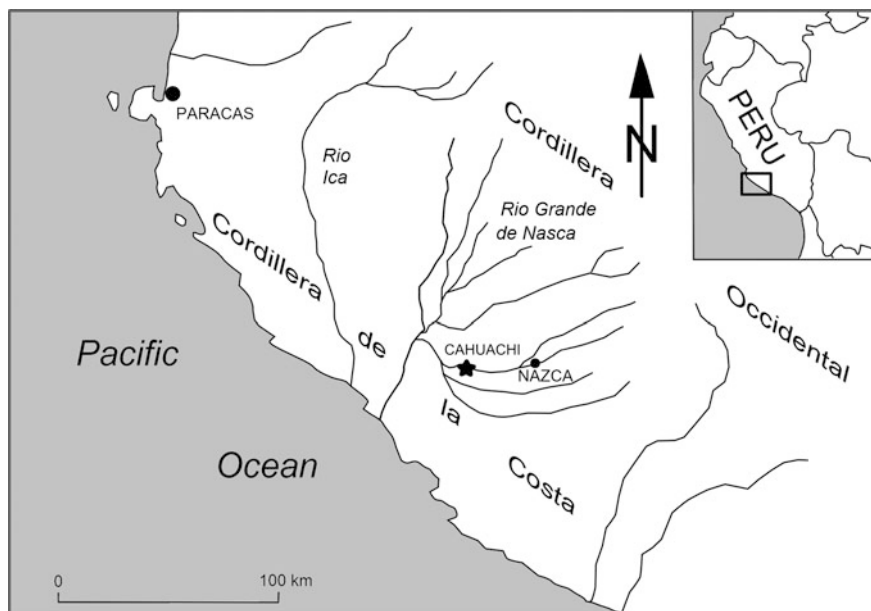 PARACAS
Rio
Ica
Cordillera
Rio Grande
de Nasca
N
PERU
Cordillera
de
la
Costa
Occidental
CAHUACHI
NAZCA
Pacific
Ocean
0 100 km